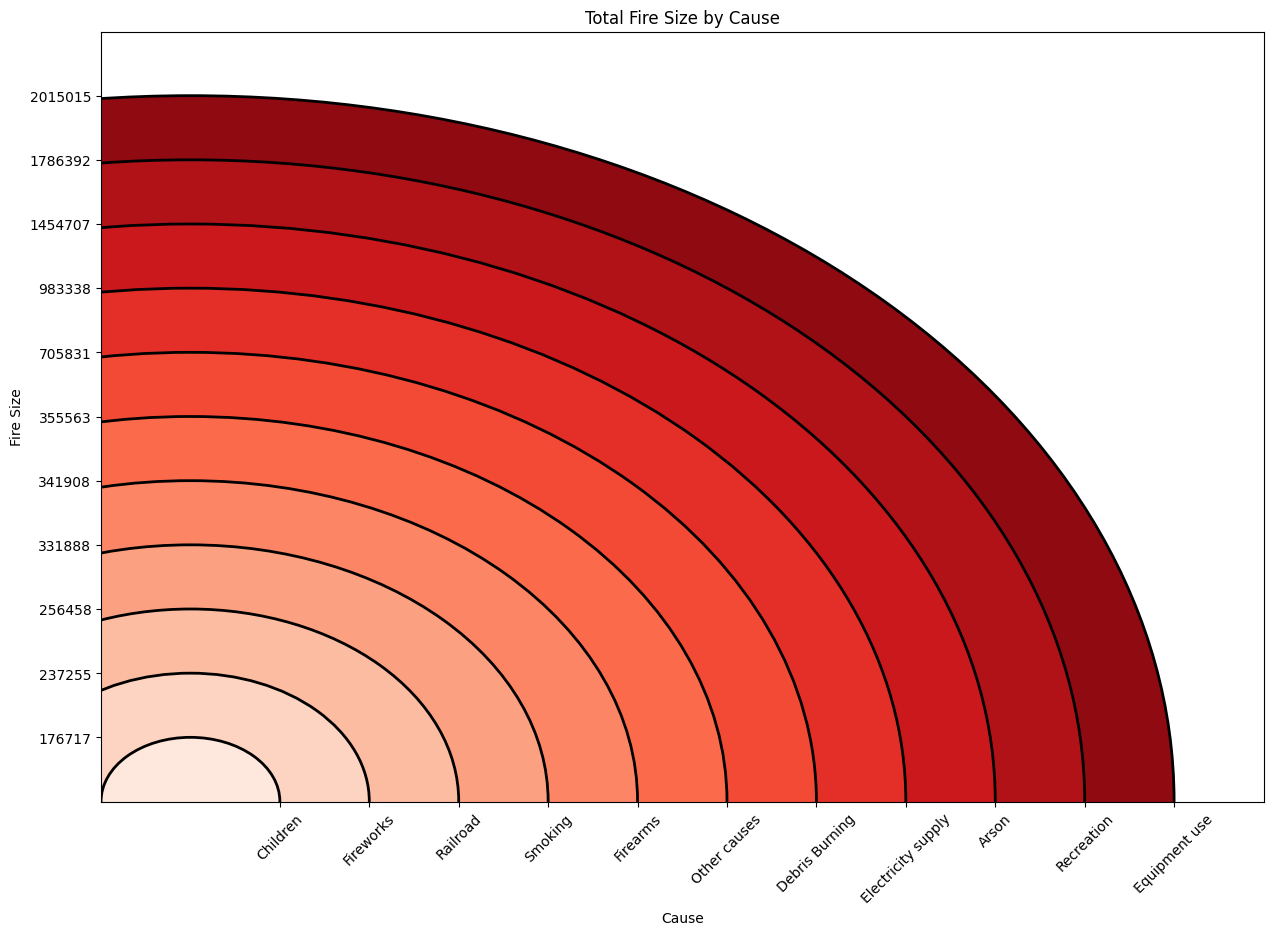 Total Fire Size by Cause
2015015
1786392
1454707
983338
705831
355563
341908
331888
256458
237255
176717
Fire Size
Children
Fireworks
Railroad
Smoking
Firearms
Other causes
Debris Burning
Electricity supply
Arson
Recreation
Equipment use
Cause